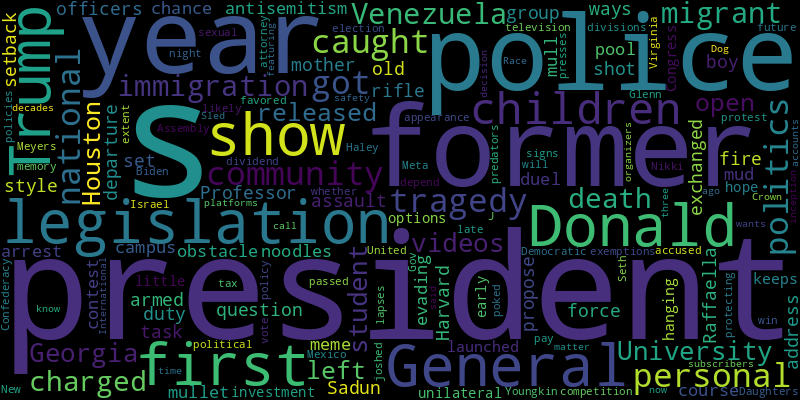 officers chance antisemitism Venezuela group ways migrant
year police
television divisions Virginia congress future
setback Trump national immigration got caught mull presses pool shot boy Dog
mother old rifle
election sexual attorney featuring night
Houston departure released children open
policies decades Meyers memory style
extent set Biden Israel
S show former
likely favored safety Assembly Sled decision Race appearance Glenn protest
community Haley Meta signs will duel exchanged organizers fire mud hope politics
dividend whether depend predators Nikki three ago Crown inception accounts
Professor assault tragedy death
platforms options J
legislation call late Donald wants
arrest campus obstacle noodles videos United Gov Democratic exemptions accused keeps
president
Confederacy contest International little tax policy voters passed student lapses evading Harvard early poked proposed Seth hanging Raffaella protecting win address
know armed duty question force
task political meme Mexico joshed launched pay matter
Georgia first left General University
charged time Sadun subscribers personal
New mullet investment unilateral Youngkin competition now course Daughters